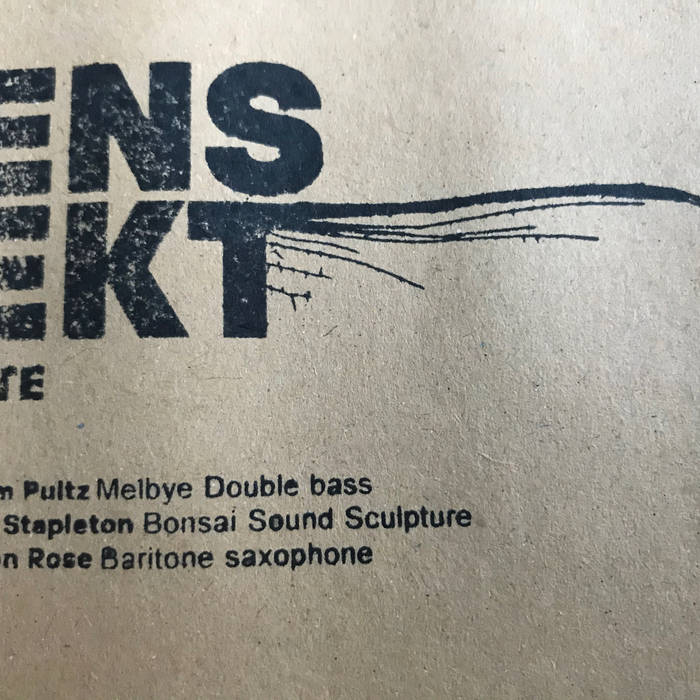 ENS
EKT
TE
m Pultz Melbye Double bass
Stapleton Bonsai Sound Sculpture
on Rose Baritone saxophone